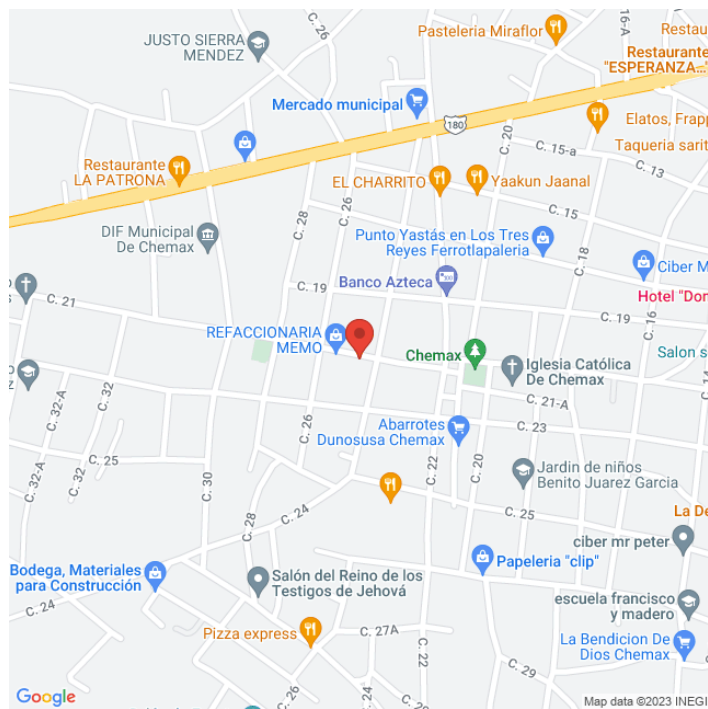 C. 26
Pasteleria Miraflor
16-A
Restaura
JUSTO SIERRA
MENDEZ
Restaurante
"ESPERANZA..."
Mercado municipal
180
C. 20
Elatos, Frapp
Taqueria sarit
C. 15-a
C. 13
Restaurante
LA PATRONA
EL CHARRITO
Yaakun Jaanal
C. 28
C. 26
C. 15
DIF Municipal
De Chemax
Punto Yastás en Los Tres
Reyes Ferrotlapaleria
C. 18
Ciber M
C. 19
Banco Azteca
Hotel "Don
C. 21
C. 19
C. 16
REFACCIONARIA
MEMO
Chemax
Salon s
Iglesia Católica
De Chemax
C. 14
C. 32-A
C. 32
C. 21-A
C. 26
Abarrotes
Dunosusa Chemax
C. 23
C. 25
C. 32-A
C. 32
C. 30
C. 22
C. 20
Jardin de niños
Benito Juarez Garcia
C. 24
C. 28
C. 25
La De
ciber mr peter
Bodega, Materiales
para Construcción
Salón del Reino de los
Testigos de Jehová
Papeleria "clip"
C. 24
escuela francisco
y madero
Pizza express
C. 27A
La Bendicion De
Dios Chemax
C. 22
C. 29
C. 26
C. 24
Google
Map data ©2023 INEGI